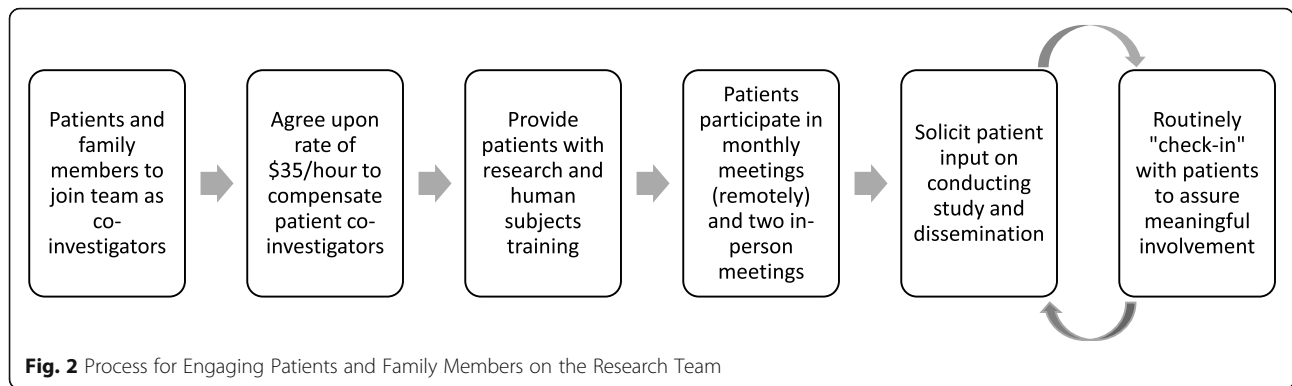 Patients and
family
members to
join team as
co-
investigators
Agree upon
rate of
$35/hour to
compensate
patient co-
investigators
Provide
patients with
research and
human
subjects
training
Patients
participate in
monthly
meetings
(remotely)
and two in-
person
meetings
Solicit patient
input on
conducting
study and
dissemination
Routinely
"check-in"
with patients
to assure
meaningful
involvement
Fig. 2 Process for Engaging Patients and Family Members on the Research Team